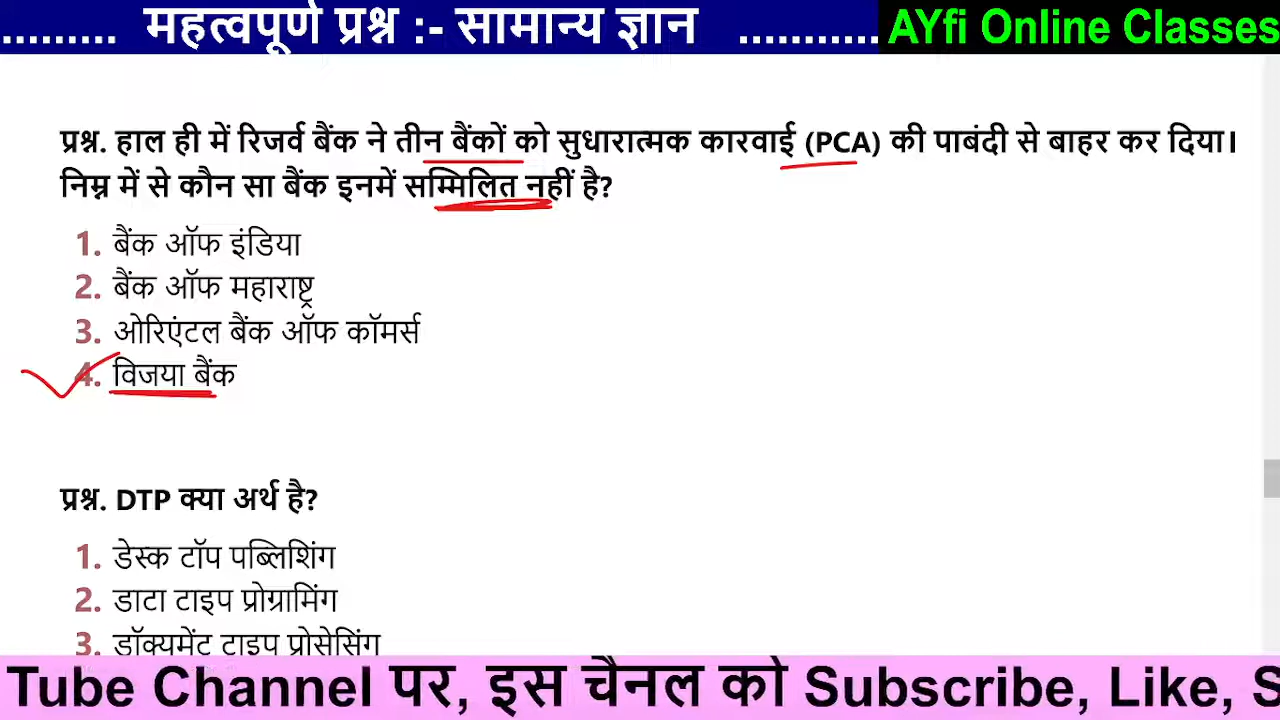 ......... महत्वपूर्ण प्रश्न :- सामान्य ज्ञान ........... AYfi Online Classes
प्रश्न. हाल ही में रिजर्व बैंक ने तीन बैंकों को सुधारात्मक कारवाई (PCA) की पाबंदी से बाहर कर दिया।
निम्न में से कौन सा बैंक इनमें सम्मिलित नहीं है?
1. बैंक ऑफ इंडिया
2. बैंक ऑफ महाराष्ट्र
3. ओरिएंटल बैंक ऑफ कॉमर्स
4. विजया बैंक
प्रश्न. DTP क्या अर्थ है?
1. डेस्क टॉप पब्लिशिंग
2. डाटा टाइप प्रोग्रामिंग
3. डॉक्यमेंट टाइप प्रोसेसिंग
Tube Channel पर, इस चैनल को Subscribe, Like, S